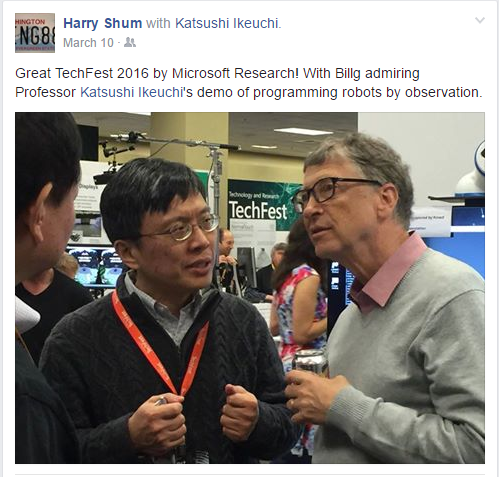 HINGTON
NG88
Harry Shum with Katsushi Ikeuchi.
March 10
Great TechFest 2016 by Microsoft Research! With Billg admiring
Professor Katsushi Ikeuchi's demo of programming robots by observation.
Displays
Technology and Research
TechFest